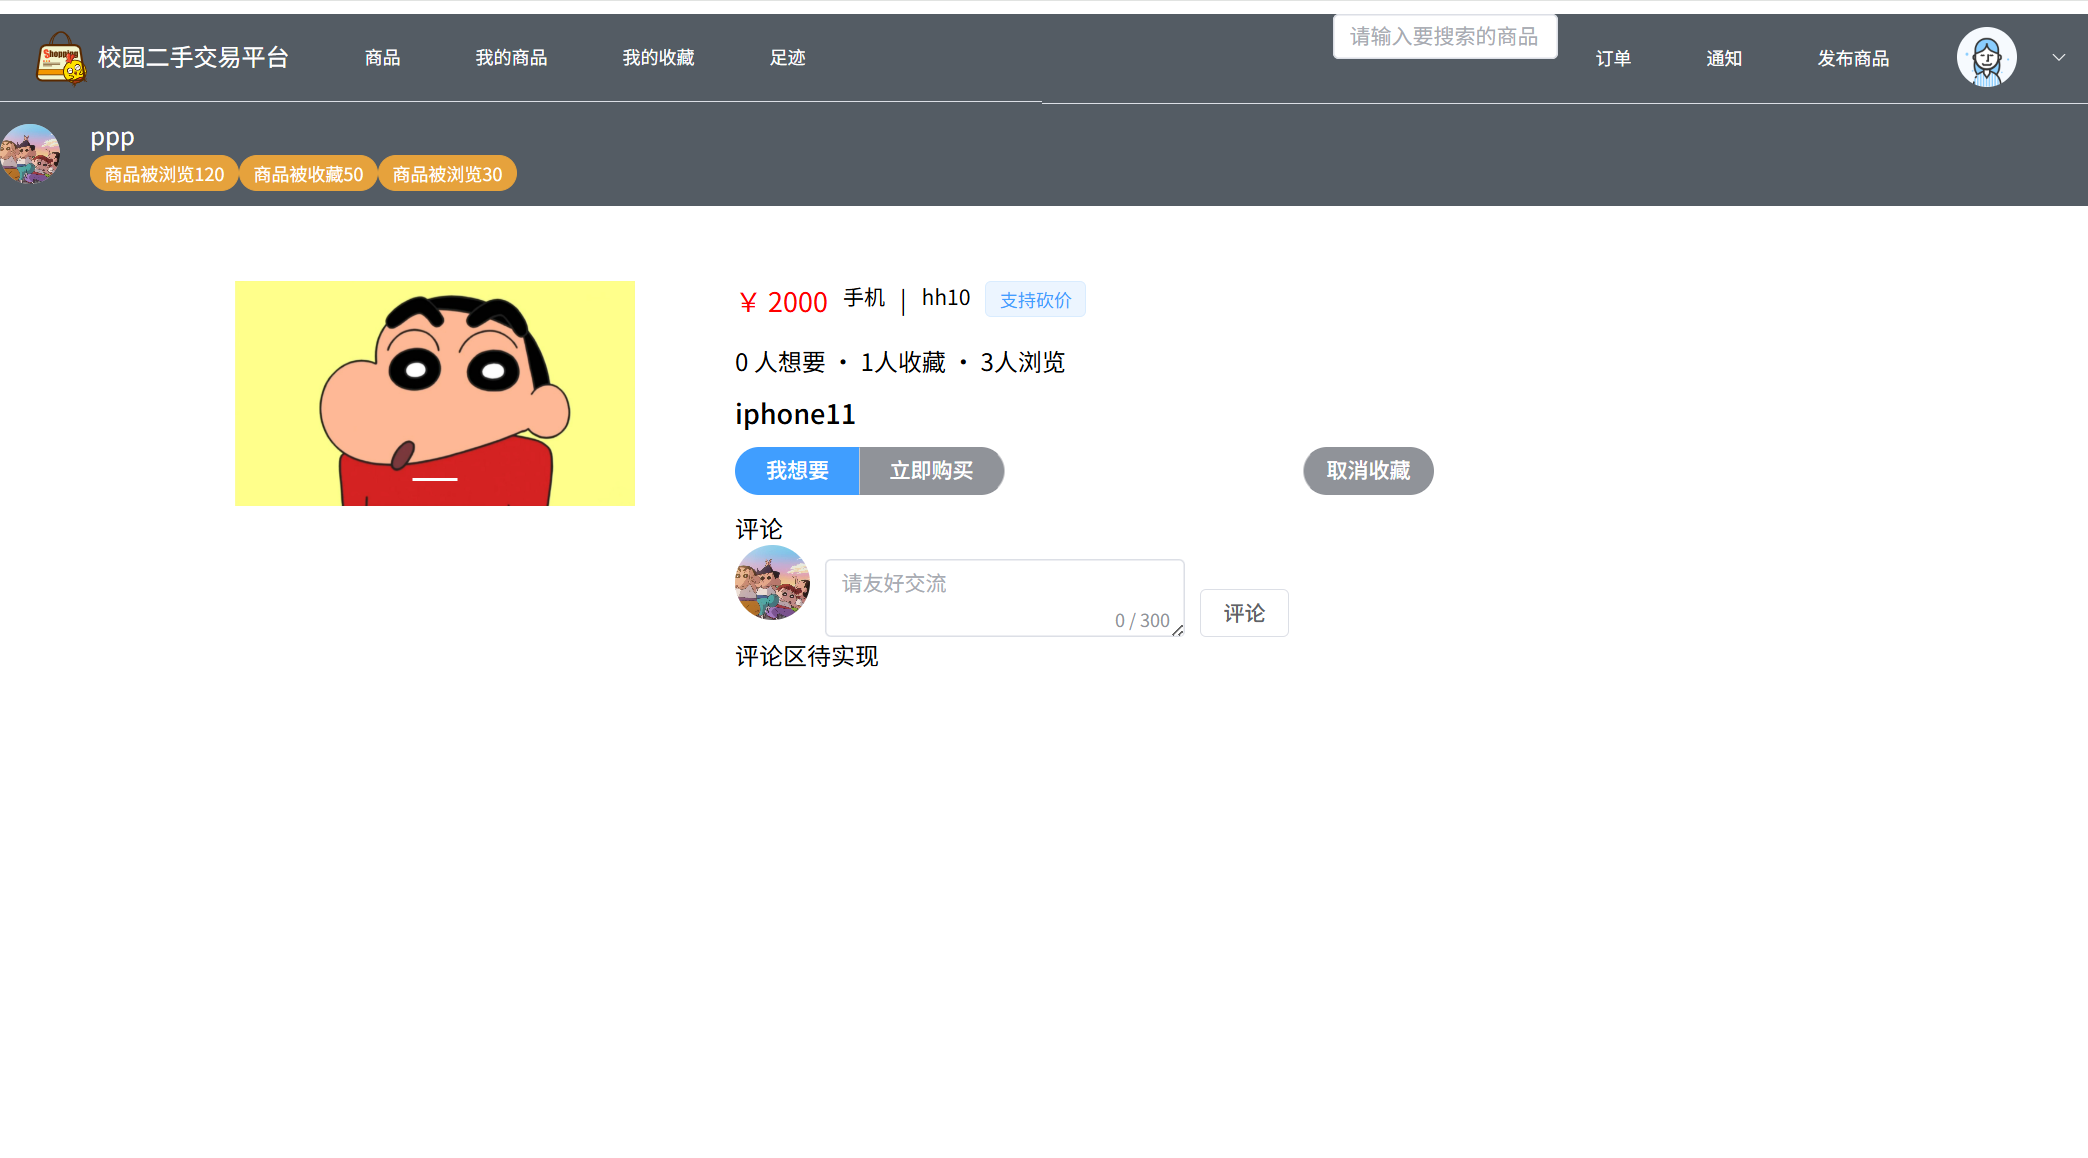 Shopping
校园二手交易平台 商品 我的商品 我的收藏 足迹 请输入要搜索的商品 订单 通知 发布商品
ppp
商品被浏览120 商品被收藏50 商品被浏览30
¥ 2000 手机 | hh10 支持砍价
0 人想要 · 1人收藏 · 3人浏览
iphone11
我想要 立即购买 取消收藏
评论
请友好交流
0 / 300
评论
评论区待实现